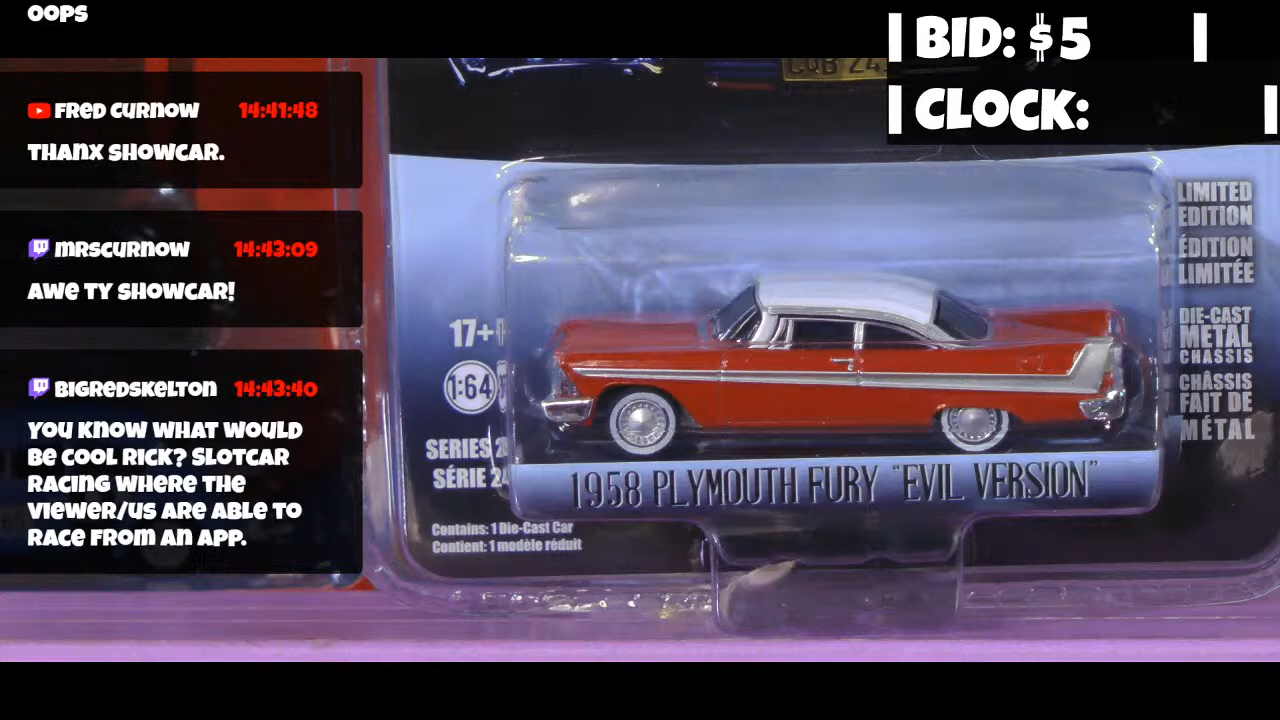 OOPS
| BID: $5 |
| CLOCK: |
FRED CURNOW 14:41:48
THANX SHOWCAR.
MRSCURNOW 14:43:09
AWE TY SHOWCAR!
BIGREDSKELTON 14:43:40
YOU KNOW WHAT WOULD
BE COOL RICK? SLOTCAR
RACING WHERE THE
VIEWER/US ARE ABLE TO
RACE FROM AN APP.
17+
1:64
SERIES
SÉRIE
Contains: 1 Die-Cast Car
Contient: 1 modèle réduit
1958 PLYMOUTH FURY "EVIL VERSION"
LIMITED
EDITION
ÉDITION
LIMITÉE
DIE-CAST
METAL
CHASSIS
CHÂSSIS
FAIT DE
MÉTAL